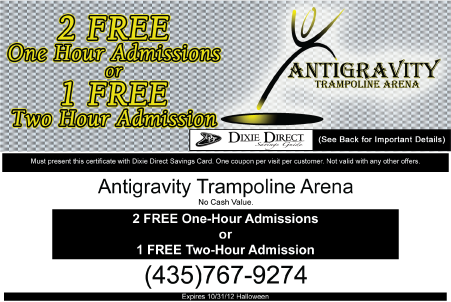 2 FREE
One Hour Admissions
or
1 FREE
Two Hour Admission
ANTIGRAVITY
TRAMPOLINE ARENA
DIXIE DIRECT
Savings Guide
(See Back for Important Details)
Must present this certificate with Dixie Direct Savings Card. One coupon per visit per customer. Not valid with any other offers.
Antigravity Trampoline Arena
No Cash Value.
2 FREE One-Hour Admissions
or
1 FREE Two-Hour Admission
(435)767-9274
Expires 10/31/12 Halloween